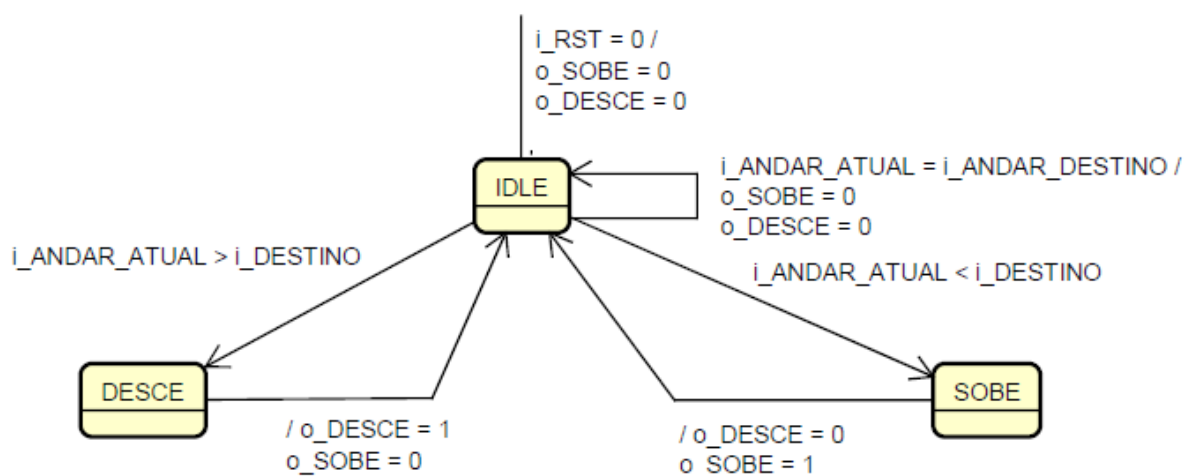 i_RST = 0 /
o_SOBE = 0
o_DESCE = 0
IDLE
i_ANDAR_ATUAL = i_ANDAR_DESTINO /
o_SOBE = 0
o_DESCE = 0
i_ANDAR_ATUAL > i_DESTINO
i_ANDAR_ATUAL < i_DESTINO
DESCE
SOBE
/ o_DESCE = 1
o_SOBE = 0
/ o_DESCE = 0
o_SOBE = 1